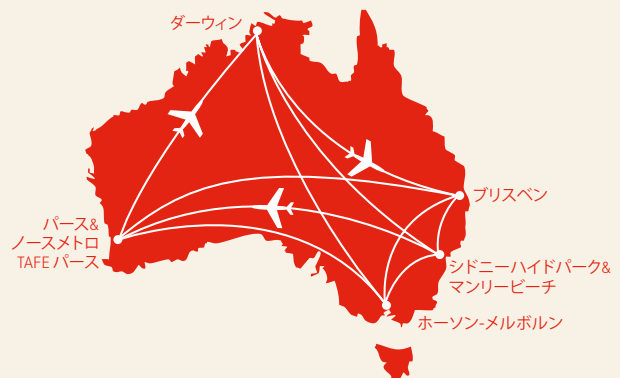 ダーウィン
ブリスベン
パース&
ノースメトロ
TAFE パース
シドニーハイドパーク&
マンリービーチ
ホーソン-メルボルン